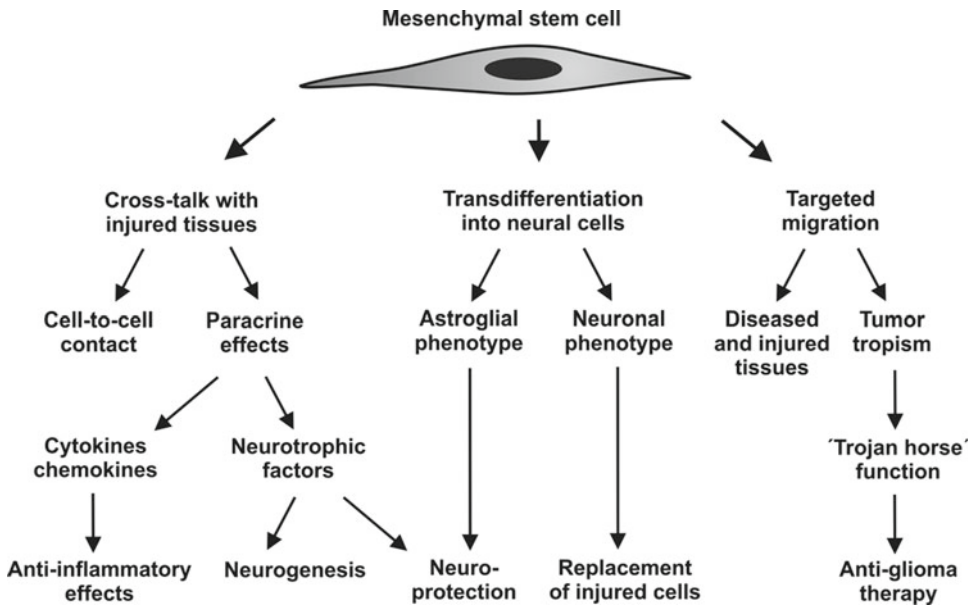 Mesenchymal stem cell
Cross-talk with
injured tissues
Transdifferentiation
into neural cells
Targeted
migration
Cell-to-cell
contact
Paracrine
effects
Astroglial
phenotype
Neuronal
phenotype
Diseased
and injured
tissues
Tumor
tropism
Cytokines
chemokines
Neurotrophic
factors
´Trojan horse´
function
Anti-inflammatory
effects
Neurogenesis
Neuro-
protection
Replacement
of injured cells
Anti-glioma
therapy